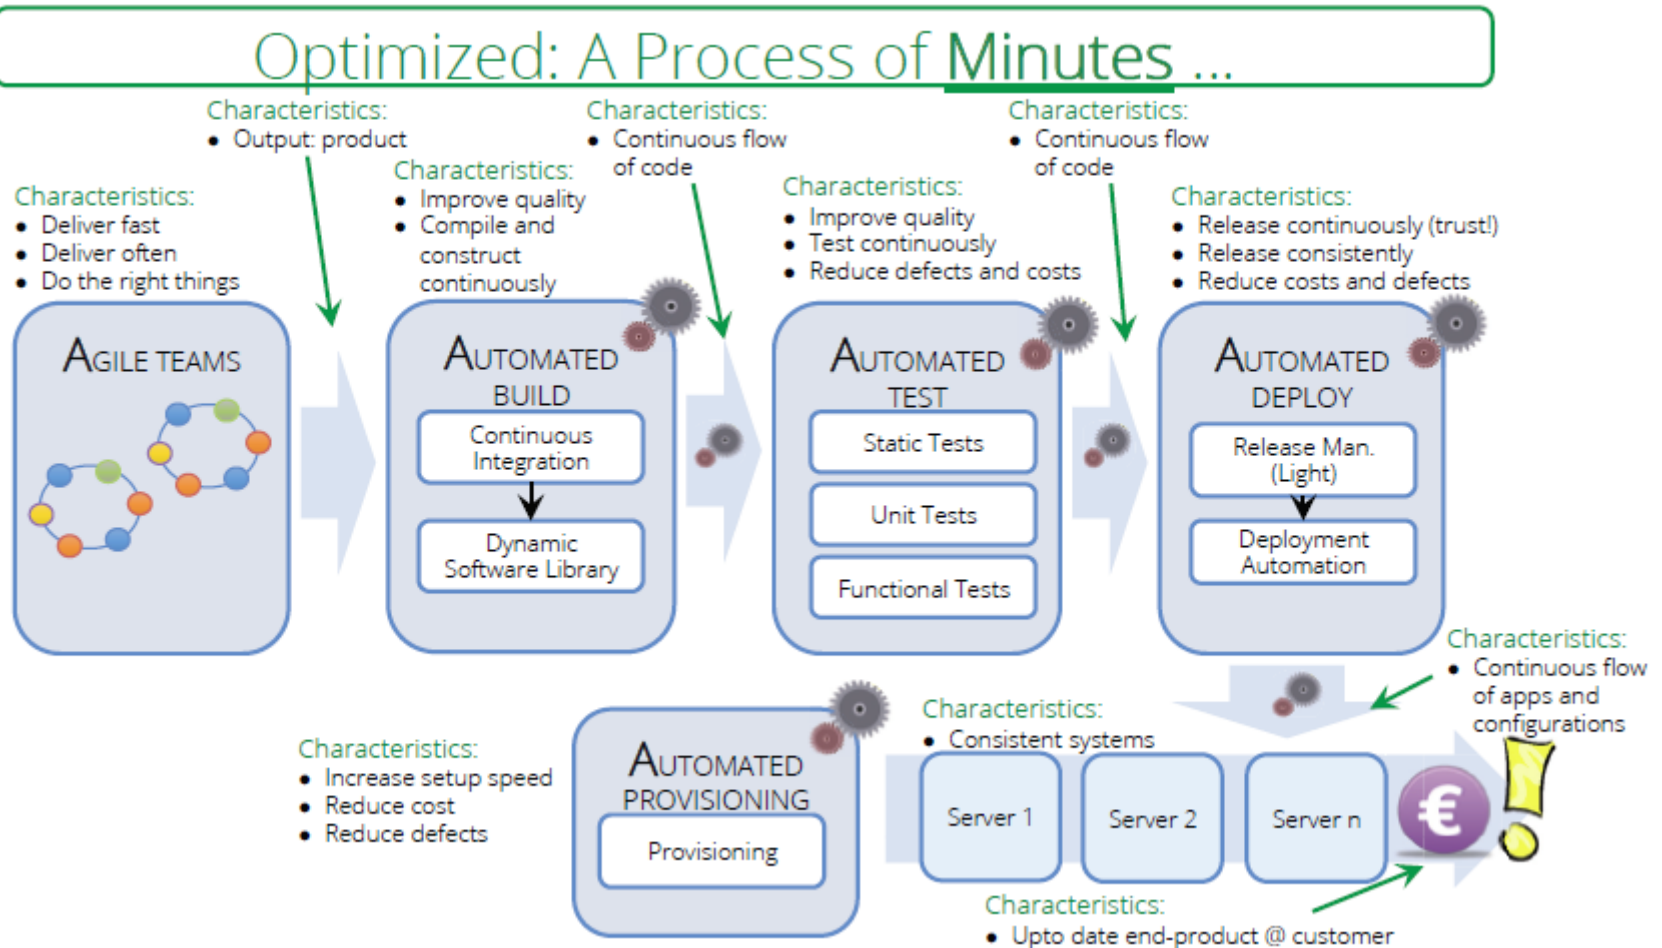 Optimized: A Process of Minutes ...
Characteristics:
● Output: product
Characteristics:
● Continuous flow
of code
Characteristics:
● Continuous flow
of code
Characteristics:
● Deliver fast
● Deliver often
● Do the right things
Characteristics:
● Improve quality
● Compile and
construct
continuously
Characteristics:
● Improve quality
● Test continuously
● Reduce defects and costs
Characteristics:
● Release continuously (trust!)
● Release consistently
● Reduce costs and defects
AGILE TEAMS
AUTOMATED
BUILD
Continuous
Integration
Dynamic
Software Library
AUTOMATED
TEST
Static Tests
Unit Tests
Functional Tests
AUTOMATED
DEPLOY
Release Man.
(Light)
Deployment
Automation
Characteristics:
● Continuous flow
of apps and
configurations
Characteristics:
● Increase setup speed
● Reduce cost
● Reduce defects
AUTOMATED
PROVISIONING
Provisioning
Characteristics:
● Consistent systems
Server 1
Server 2
Server n
€
!
Characteristics:
● Upto date end-product @ customer